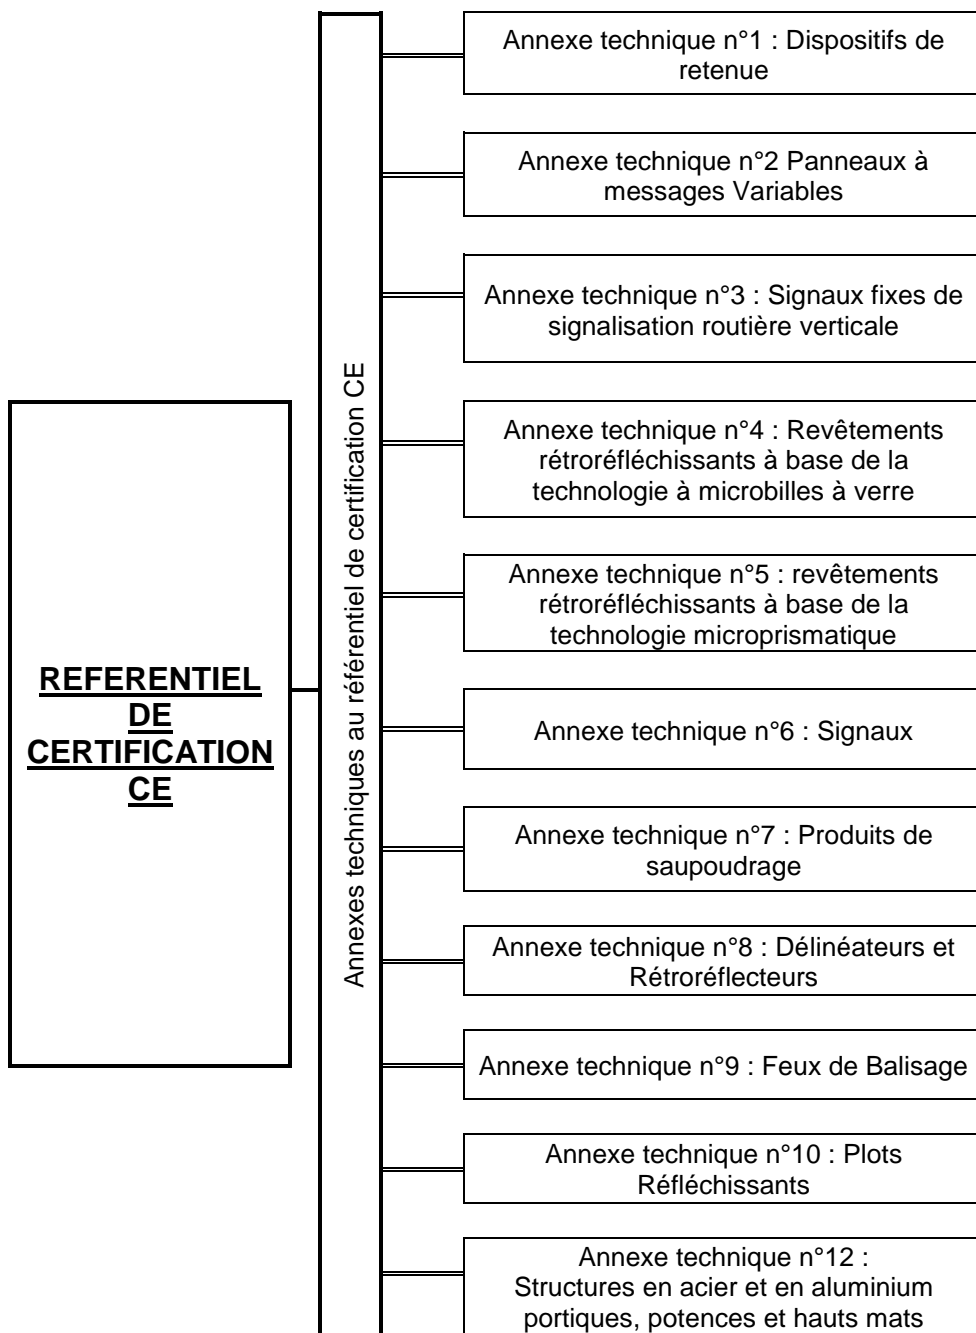 REFERENTIEL
DE
CERTIFICATION
CE
Annexes techniques au référentiel de certification CE
Annexe technique n°1 : Dispositifs de
retenue
Annexe technique n°2 Panneaux à
messages Variables
Annexe technique n°3 : Signaux fixes de
signalisation routière verticale
Annexe technique n°4 : Revêtements
rétroréfléchissants à base de la
technologie à microbilles à verre
Annexe technique n°5 : revêtements
rétroréfléchissants à base de la
technologie microprismatique
Annexe technique n°6 : Signaux
Annexe technique n°7 : Produits de
saupoudrage
Annexe technique n°8 : Délinéateurs et
Rétroréflecteurs
Annexe technique n°9 : Feux de Balisage
Annexe technique n°10 : Plots
Réfléchissants
Annexe technique n°12 :
Structures en acier et en aluminium
portiques, potences et hauts mats